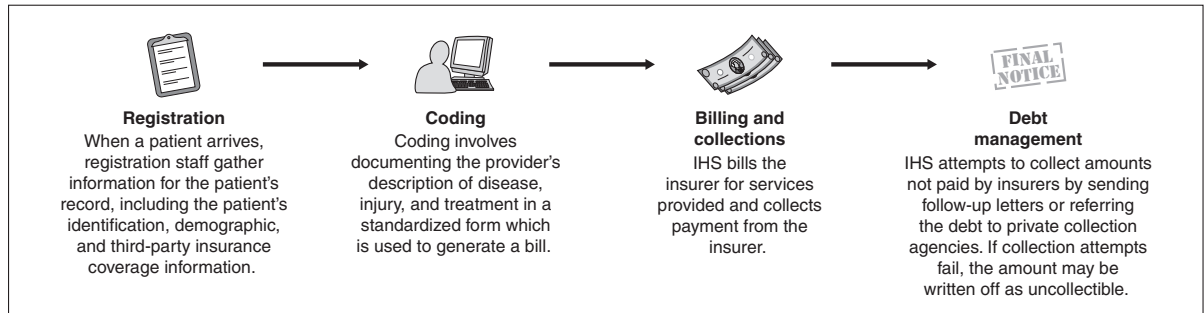 Registration
When a patient arrives,
registration staff gather
information for the patient's
record, including the patient's
identification, demographic,
and third-party insurance
coverage information.
Coding
Coding involves
documenting the provider's
description of disease,
injury, and treatment in a
standardized form which
is used to generate a bill.
Billing and
collections
IHS bills the
insurer for services
provided and collects
payment from the
insurer.
FINAL
NOTICE
Debt
management
IHS attempts to collect amounts
not paid by insurers by sending
follow-up letters or referring
the debt to private collection
agencies. If collection attempts
fail, the amount may be
written off as uncollectible.